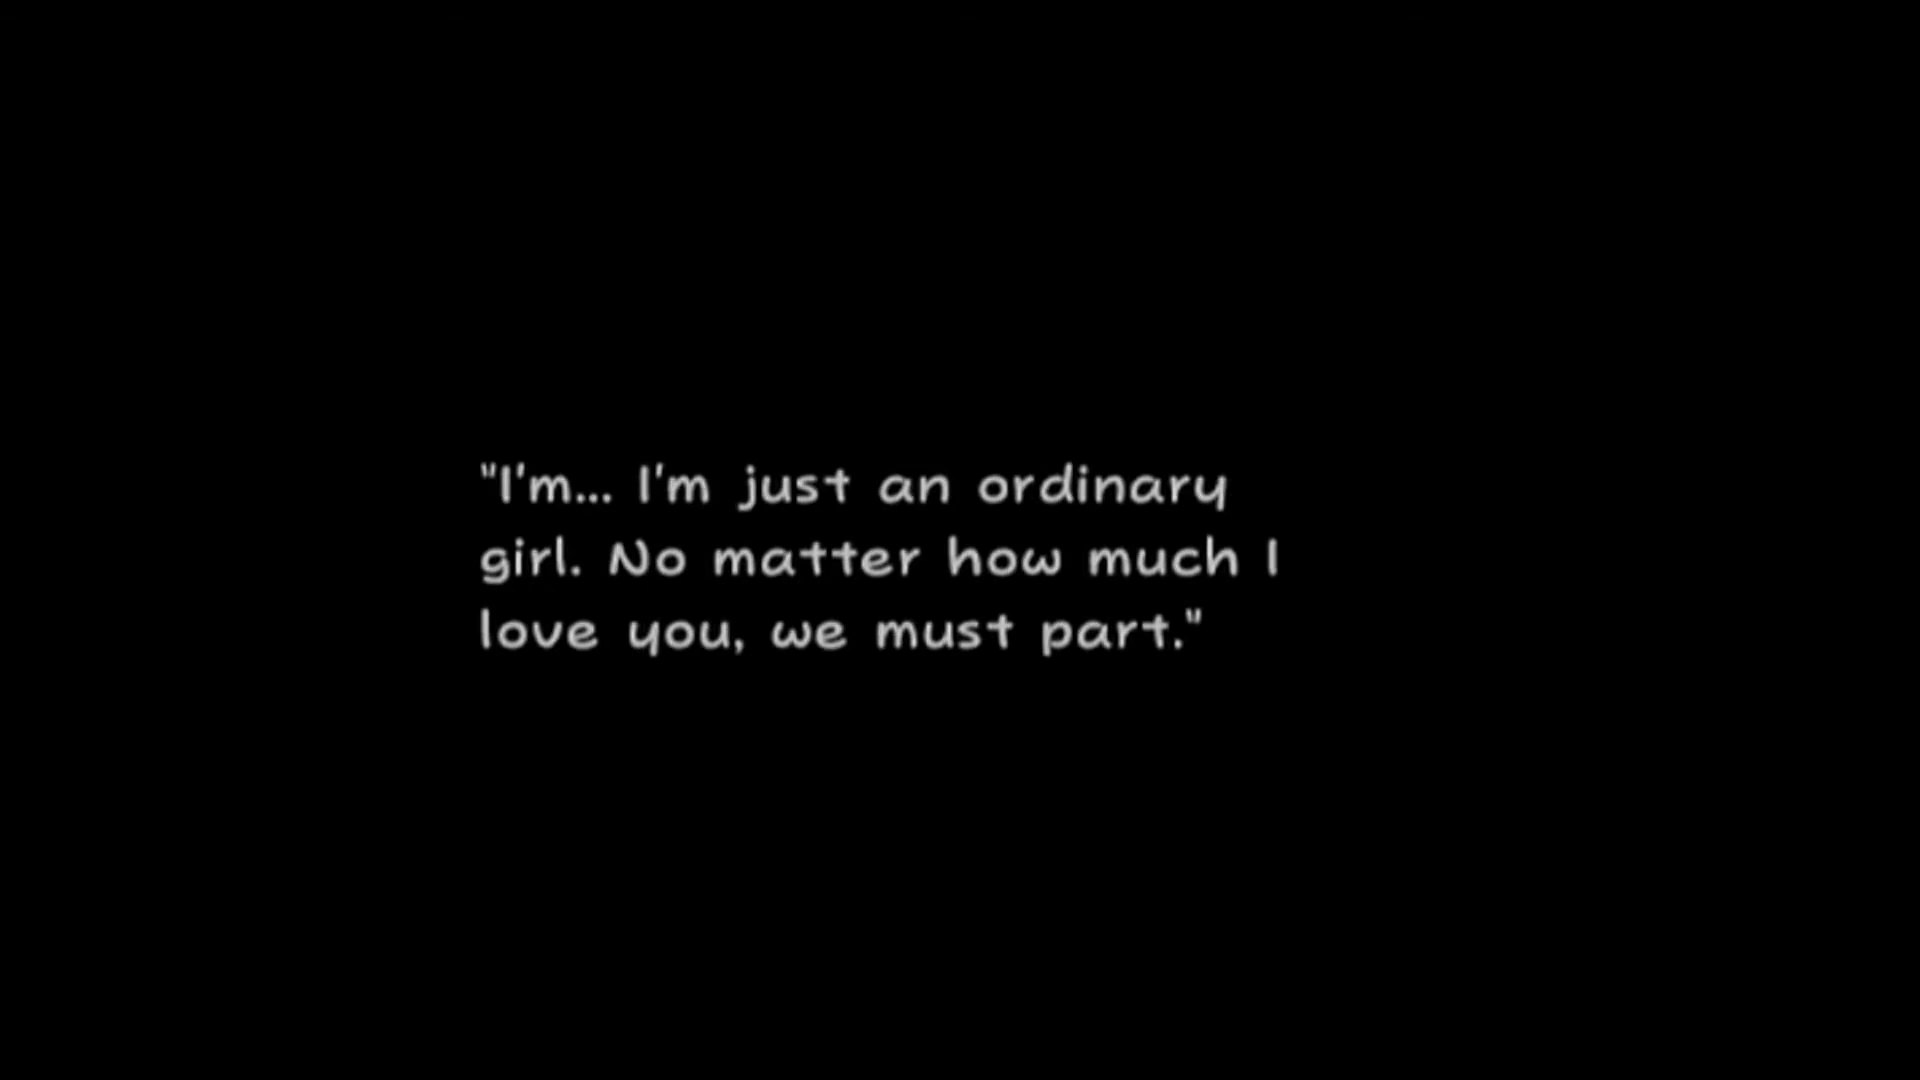 "I'm... I'm just an ordinary
girl. No matter how much I
love you, we must part."